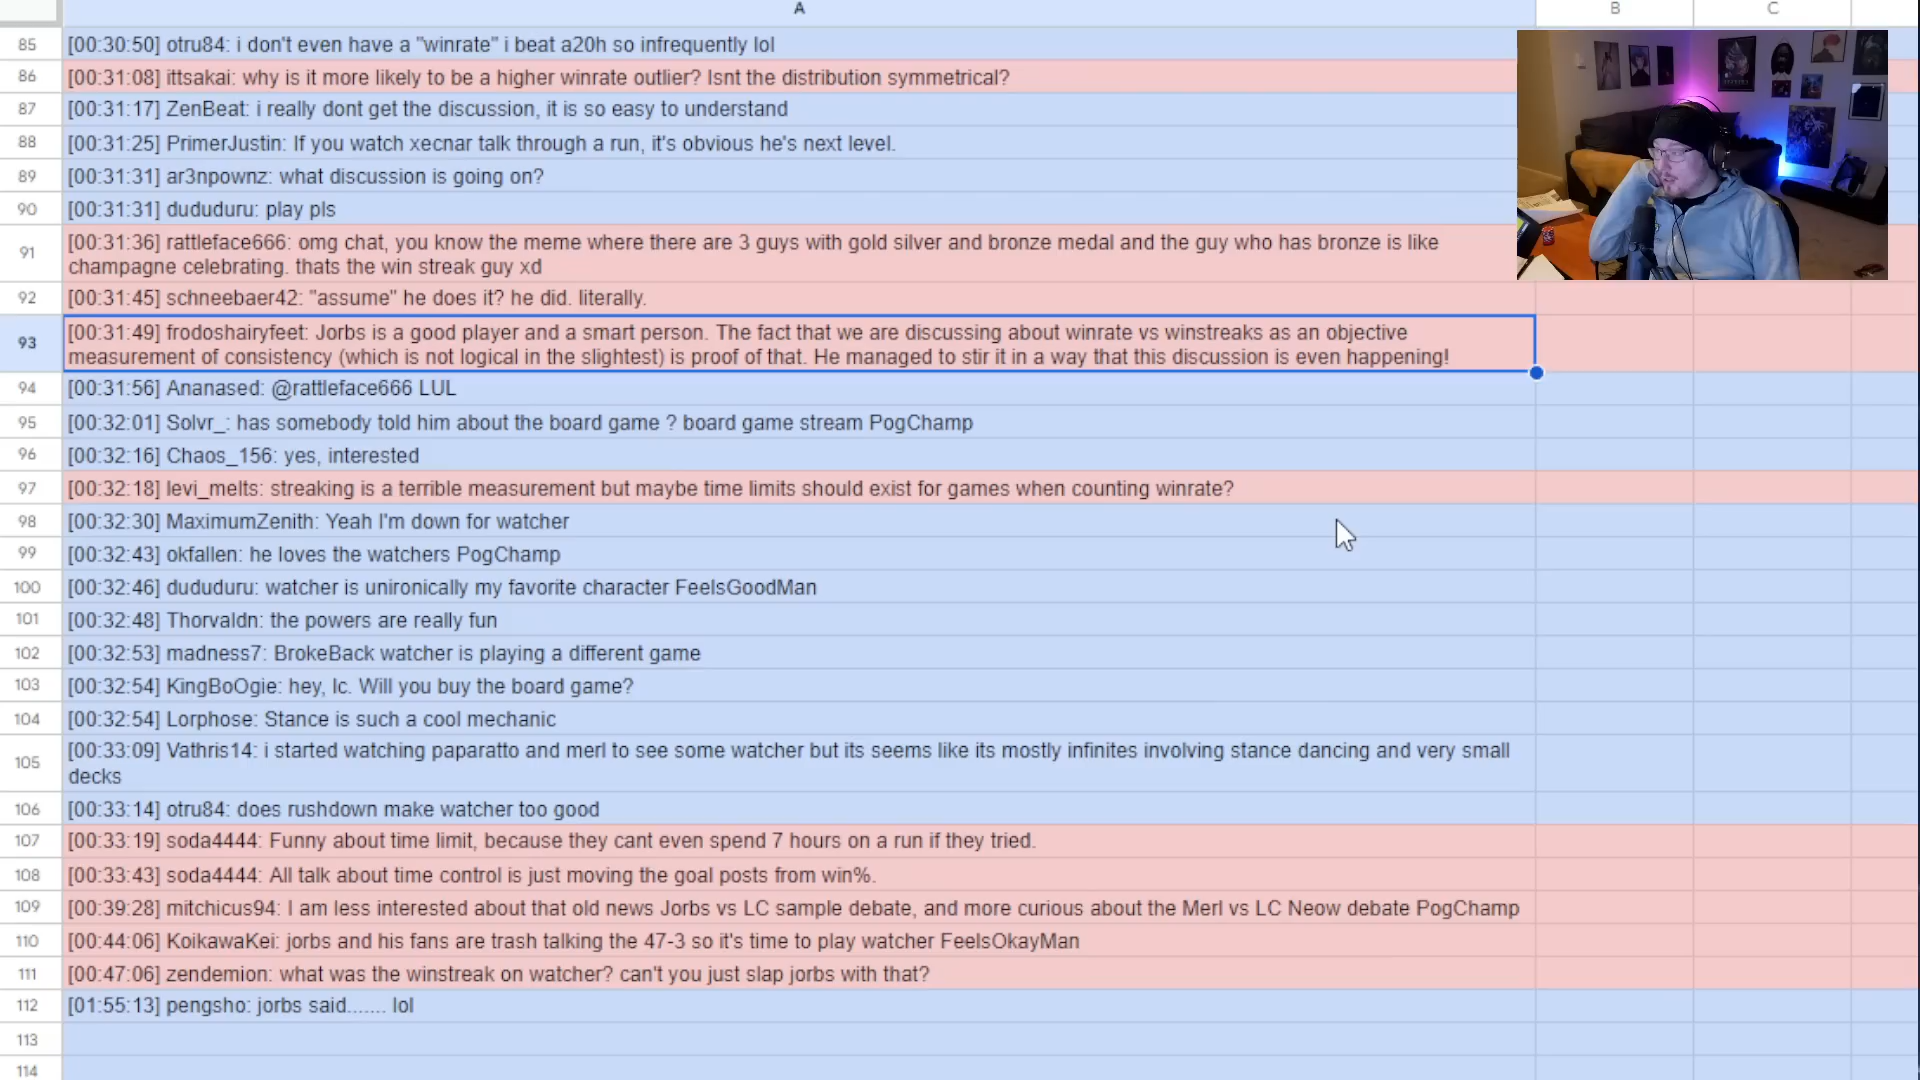 A B C
85 [00:30:50] otru84: i don't even have a "winrate" i beat a20h so infrequently lol
86 [00:31:08] ittsakai: why is it more likely to be a higher winrate outlier? Isnt the distribution symmetrical?
87 [00:31:17] ZenBeat: i really dont get the discussion, it is so easy to understand
88 [00:31:25] PrimerJustin: If you watch xecnar talk through a run, it's obvious he's next level.
89 [00:31:31] ar3npownz: what discussion is going on?
90 [00:31:31] dududuru: play pls
91 [00:31:36] rattleface666: omg chat, you know the meme where there are 3 guys with gold silver and bronze medal and the guy who has bronze is like
champagne celebrating. thats the win streak guy xd
92 [00:31:45] schneebaer42: "assume" he does it? he did. literally.
93 [00:31:49] frodoshairyfeet: Jorbs is a good player and a smart person. The fact that we are discussing about winrate vs winstreaks as an objective
measurement of consistency (which is not logical in the slightest) is proof of that. He managed to stir it in a way that this discussion is even happening!
94 [00:31:56] Ananased: @rattleface666 LUL
95 [00:32:01] Solvr_: has somebody told him about the board game ? board game stream PogChamp
96 [00:32:16] Chaos_156: yes, interested
97 [00:32:18] levi_melts: streaking is a terrible measurement but maybe time limits should exist for games when counting winrate?
98 [00:32:30] MaximumZenith: Yeah I'm down for watcher
99 [00:32:43] okfallen: he loves the watchers PogChamp
100 [00:32:46] dududuru: watcher is unironically my favorite character FeelsGoodMan
101 [00:32:48] Thorvaldn: the powers are really fun
102 [00:32:53] madness7: BrokeBack watcher is playing a different game
103 [00:32:54] KingBoOgie: hey, lc. Will you buy the board game?
104 [00:32:54] Lorphose: Stance is such a cool mechanic
105 [00:33:09] Vathris14: i started watching paparatto and merl to see some watcher but its seems like its mostly infinites involving stance dancing and very small
decks
106 [00:33:14] otru84: does rushdown make watcher too good
107 [00:33:19] soda4444: Funny about time limit, because they cant even spend 7 hours on a run if they tried.
108 [00:33:43] soda4444: All talk about time control is just moving the goal posts from win%.
109 [00:39:28] mitchicus94: I am less interested about that old news Jorbs vs LC sample debate, and more curious about the Merl vs LC Neow debate PogChamp
110 [00:44:06] KoikawaKei: jorbs and his fans are trash talking the 47-3 so it's time to play watcher FeelsOkayMan
111 [00:47:06] zendemion: what was the winstreak on watcher? can't you just slap jorbs with that?
112 [01:55:13] pengsho: jorbs said....... lol
113
114